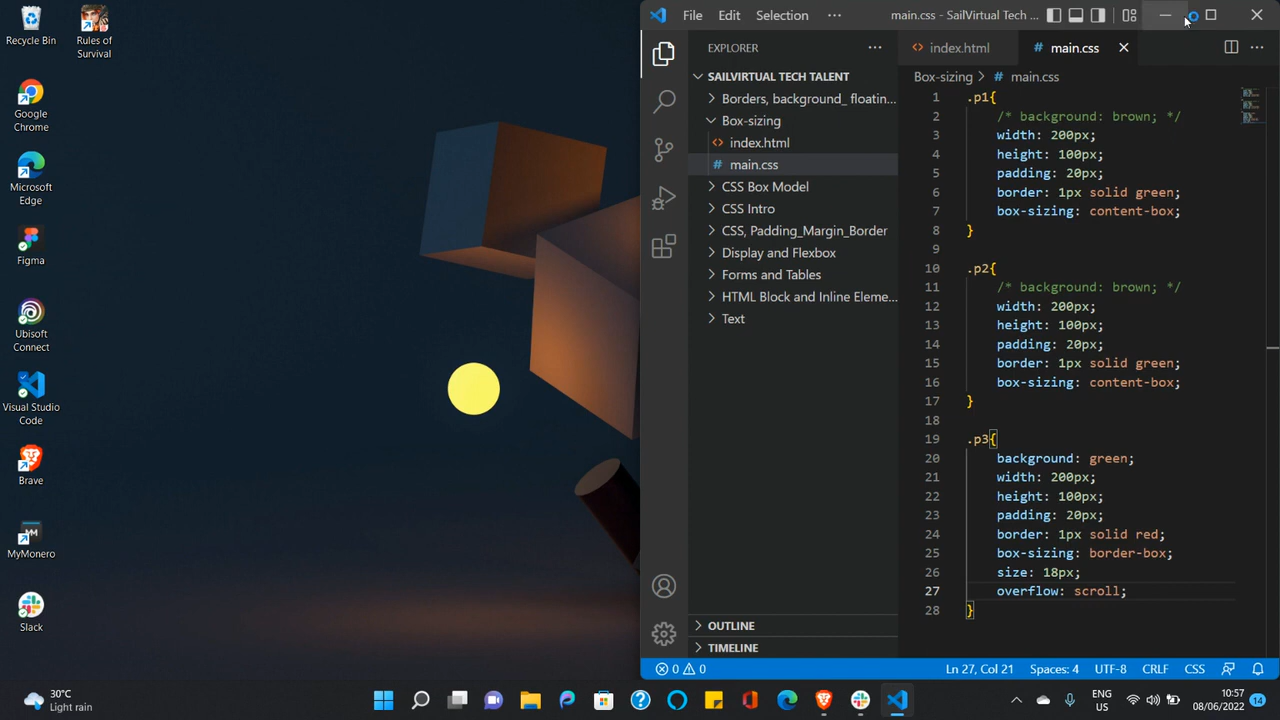 Recycle Bin
Rules of Survival
Google Chrome
Microsoft Edge
Figma
Ubisoft Connect
Visual Studio Code
Brave
MyMonero
Slack
File Edit Selection ··· main.css - SailVirtual Tech ...
EXPLORER ···
SAILVIRTUAL TECH TALENT
Borders, background_ floatin...
Box-sizing
index.html
main.css
CSS Box Model
CSS Intro
CSS, Padding_Margin_Border
Display and Flexbox
Forms and Tables
HTML Block and Inline Eleme...
Text
OUTLINE
TIMELINE
index.html # main.css
Box-sizing > # main.css
1 .p1{
2 /* background: brown; */
3 width: 200px;
4 height: 100px;
5 padding: 20px;
6 border: 1px solid green;
7 box-sizing: content-box;
8 }
9
10 .p2{
11 /* background: brown; */
12 width: 200px;
13 height: 100px;
14 padding: 20px;
15 border: 1px solid green;
16 box-sizing: content-box;
17 }
18
19 .p3{
20 background: green;
21 width: 200px;
22 height: 100px;
23 padding: 20px;
24 border: 1px solid red;
25 box-sizing: border-box;
26 size: 18px;
27 overflow: scroll;
28 }
0 0 Ln 27, Col 21 Spaces: 4 UTF-8 CRLF CSS
30°C
Light rain
ENG
US
10:57
08/06/2022
14